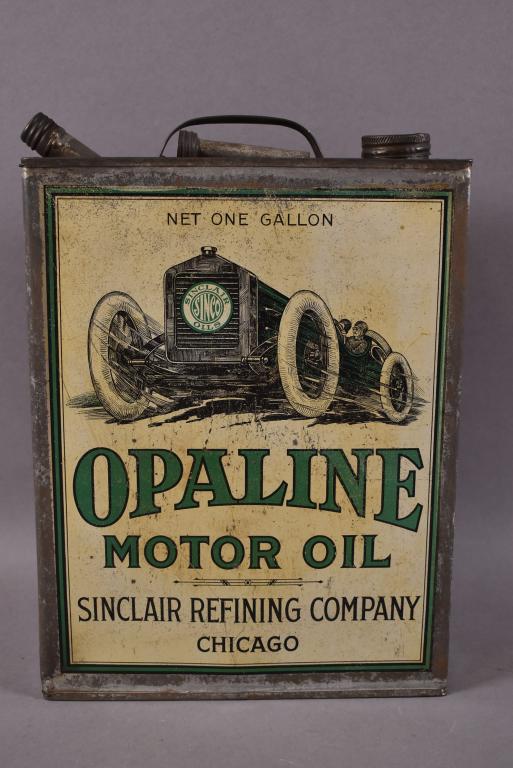 NET ONE GALLON
SINCLAIR
SINCO
OILS
OPALINE
MOTOR OIL
SINCLAIR REFINING COMPANY
CHICAGO